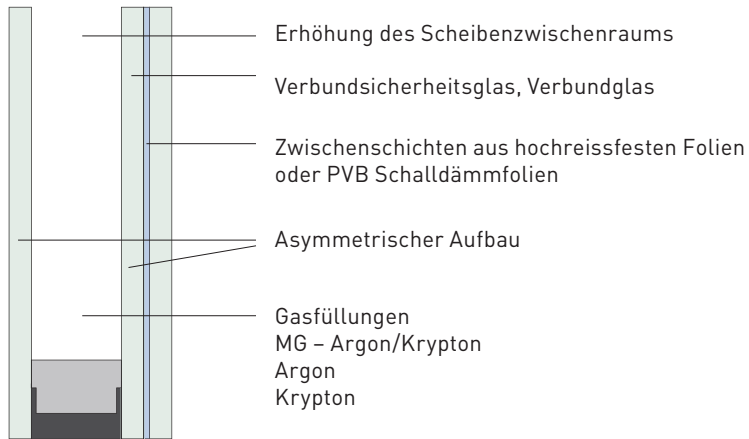 Erhöhung des Scheibenzwischenraums
Verbundsicherheitsglas, Verbundglas
Zwischenschichten aus hochreissfesten Folien
oder PVB Schalldämmfolien
Asymmetrischer Aufbau
Gasfüllungen
MG – Argon/Krypton
Argon
Krypton